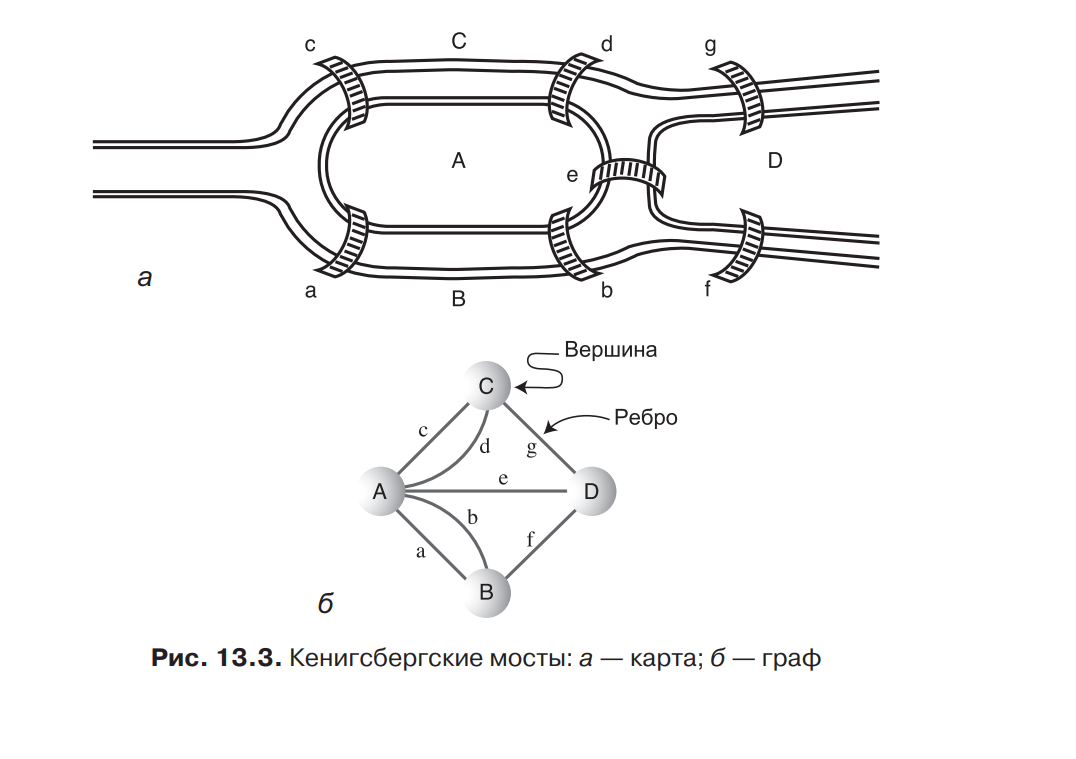 c
C
d
g
A
e
D
а
a
B
b
f
Вершина
C
Ребро
c
d
g
A
e
D
b
a
f
B
б
Рис. 13.3. Кенигсбергские мосты: а — карта; б — граф